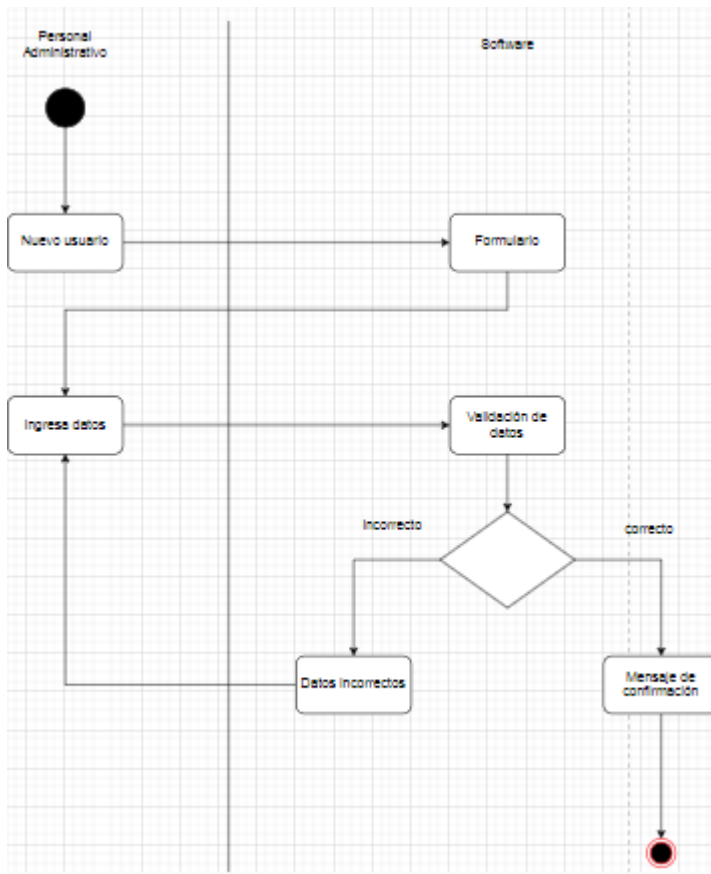 Personal
Administrativo
Software
Nuevo usuario
Formulario
Ingresa datos
Validación de
datos
Incorrecto
correcto
Datos Incorrectos
Mensaje de
confirmación